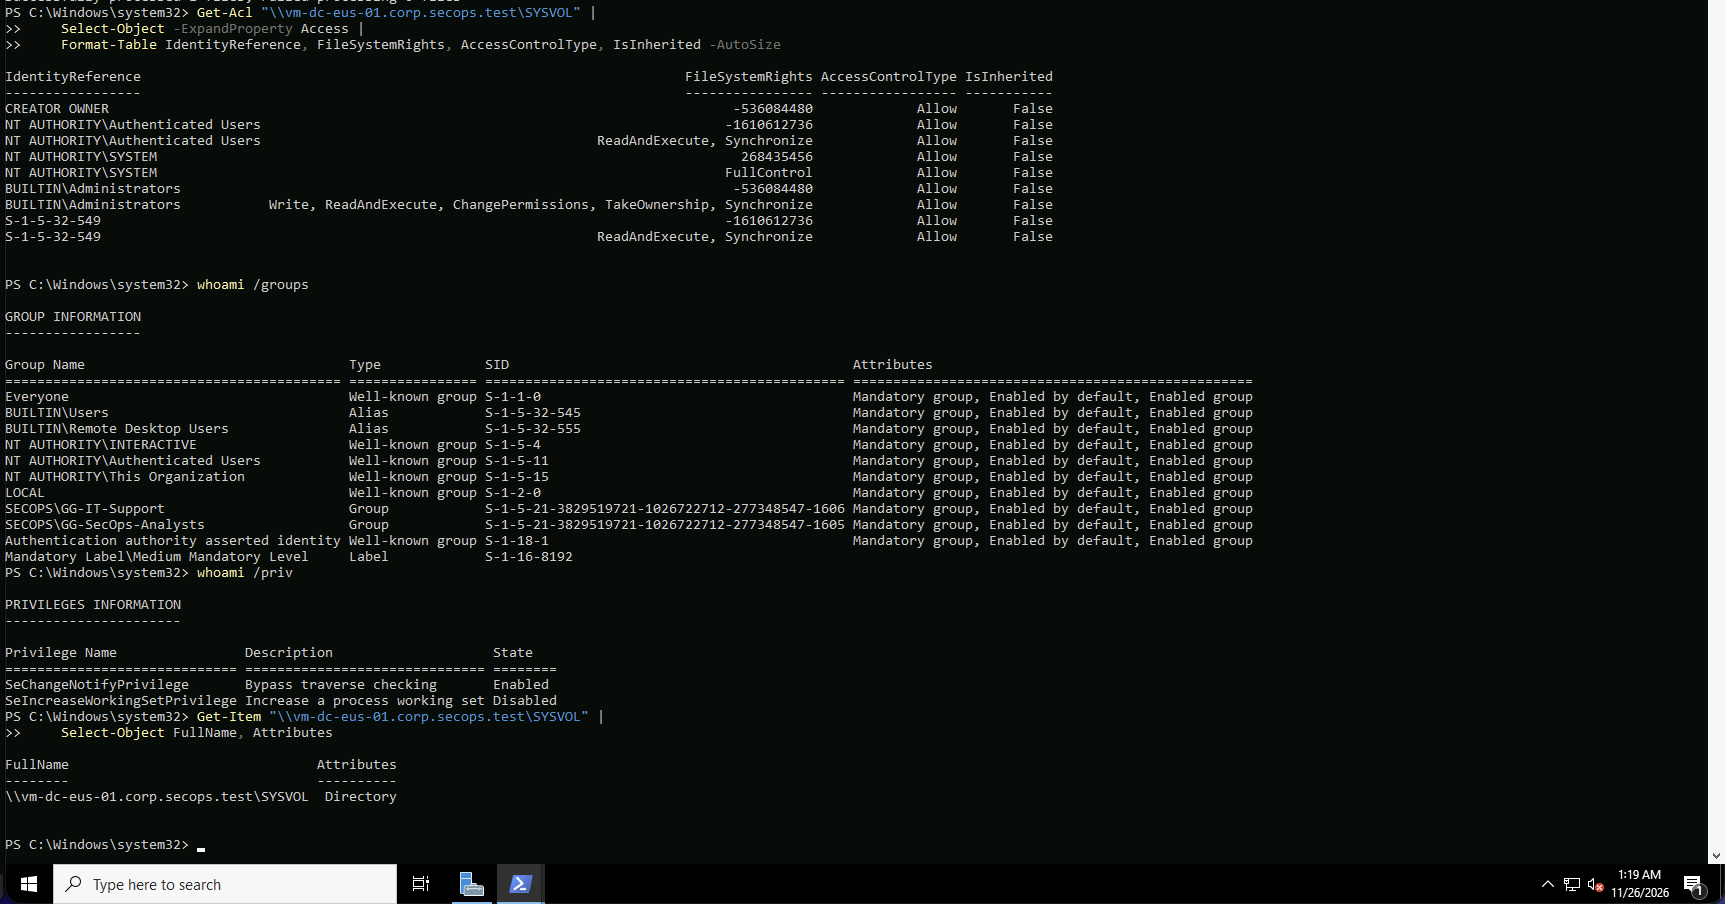 PS C:\Windows\system32> Get-Acl "\\vm-dc-eus-01.corp.secops.test\SYSVOL" |
>>     Select-Object -ExpandProperty Access |
>>     Format-Table IdentityReference, FileSystemRights, AccessControlType, IsInherited -AutoSize
IdentityReference FileSystemRights AccessControlType IsInherited
----------------- ---------------- ----------------- -----------
CREATOR OWNER -536084480 Allow False
NT AUTHORITY\Authenticated Users -1610612736 Allow False
NT AUTHORITY\Authenticated Users ReadAndExecute, Synchronize Allow False
NT AUTHORITY\SYSTEM 268435456 Allow False
NT AUTHORITY\SYSTEM FullControl Allow False
BUILTIN\Administrators -536084480 Allow False
BUILTIN\Administrators Write, ReadAndExecute, ChangePermissions, TakeOwnership, Synchronize Allow False
S-1-5-32-549 -1610612736 Allow False
S-1-5-32-549 ReadAndExecute, Synchronize Allow False
PS C:\Windows\system32> whoami /groups
GROUP INFORMATION
-----------------
Group Name Type SID Attributes
========================================== ================ ============================================= ==================================================
Everyone Well-known group S-1-1-0 Mandatory group, Enabled by default, Enabled group
BUILTIN\Users Alias S-1-5-32-545 Mandatory group, Enabled by default, Enabled group
BUILTIN\Remote Desktop Users Alias S-1-5-32-555 Mandatory group, Enabled by default, Enabled group
NT AUTHORITY\INTERACTIVE Well-known group S-1-5-4 Mandatory group, Enabled by default, Enabled group
NT AUTHORITY\Authenticated Users Well-known group S-1-5-11 Mandatory group, Enabled by default, Enabled group
NT AUTHORITY\This Organization Well-known group S-1-5-15 Mandatory group, Enabled by default, Enabled group
LOCAL Well-known group S-1-2-0 Mandatory group, Enabled by default, Enabled group
SECOPS\GG-IT-Support Group S-1-5-21-3829519721-1026722712-277348547-1606 Mandatory group, Enabled by default, Enabled group
SECOPS\GG-SecOps-Analysts Group S-1-5-21-3829519721-1026722712-277348547-1605 Mandatory group, Enabled by default, Enabled group
Authentication authority asserted identity Well-known group S-1-18-1 Mandatory group, Enabled by default, Enabled group
Mandatory Label\Medium Mandatory Level Label S-1-16-8192
PS C:\Windows\system32> whoami /priv
PRIVILEGES INFORMATION
----------------------
Privilege Name Description State
============================= ============================== ========
SeChangeNotifyPrivilege Bypass traverse checking Enabled
SeIncreaseWorkingSetPrivilege Increase a process working set Disabled
PS C:\Windows\system32> Get-Item "\\vm-dc-eus-01.corp.secops.test\SYSVOL" |
>>     Select-Object FullName, Attributes
FullName Attributes
-------- ----------
\\vm-dc-eus-01.corp.secops.test\SYSVOL Directory
PS C:\Windows\system32> _
Type here to search
1:19 AM
11/26/2026
1